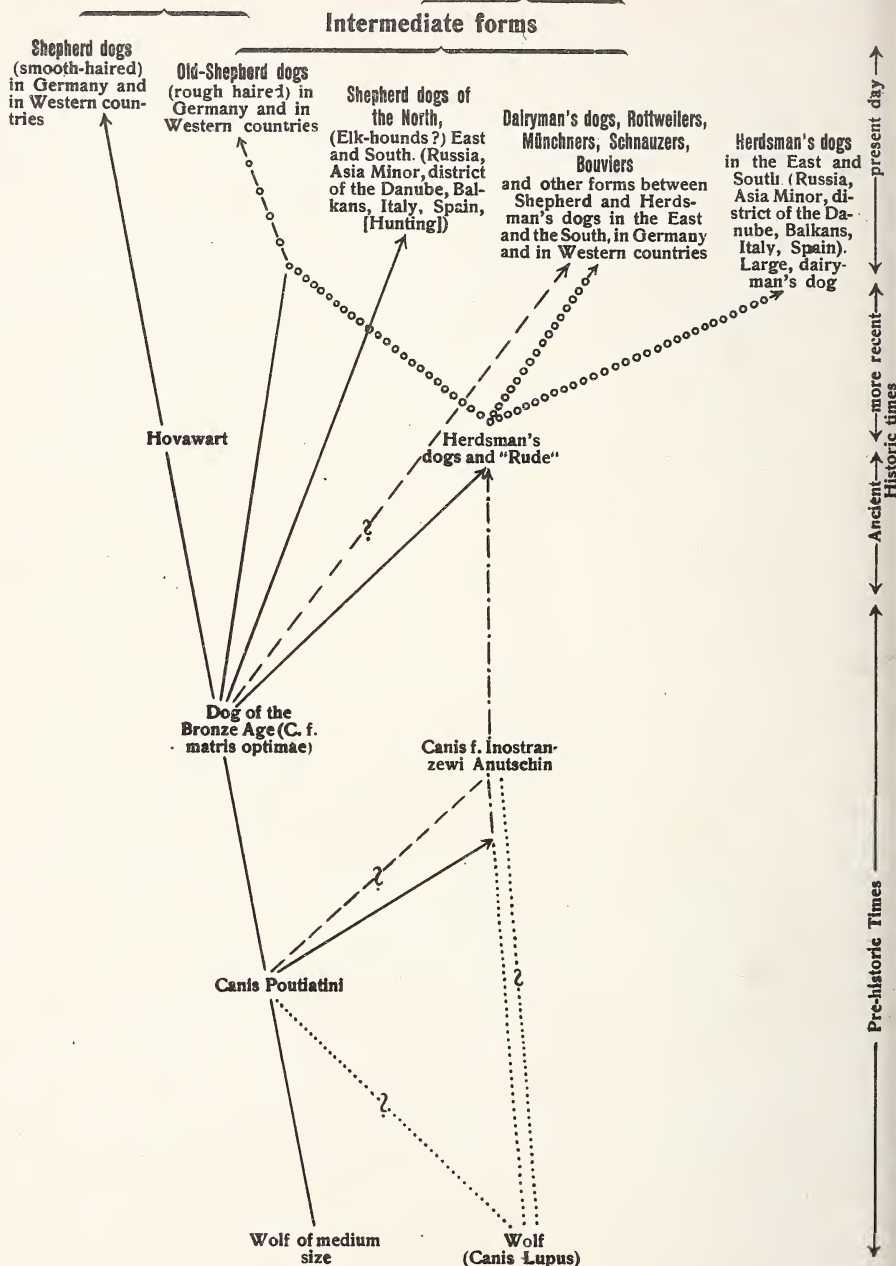 Intermediate forms
Shepherd dogs
(smooth-haired)
in Germany and
in Western coun-
tries
Old-Shepherd dogs
(rough haired) in
Germany and in
Western countries
Shepherd dogs of
the North,
(Elk-hounds?) East
and South. (Russia,
Asia Minor, district
of the Danube, Bal-
kans, Italy, Spain,
[Hunting])
Dairyman's dogs, Rottweilers,
Münchners; Schnauzers,
Bouviers
and other forms between
Shepherd and Herds-
man's dogs in the East
and the South, in Germany
and in Western countries
Herdsman's dogs
in the East and
South. (Russia,
Asia Minor, di-
strict of the Da-
nube, Balkans,
Italy, Spain).
Large, dairy-
man's dog
Hovawart
Herdsman's
dogs and "Rude"
?
Dog of the
Bronze Age (C. f.
matris optimae)
Canis f. Inostran-
zewi Anutschin
?
Canis Poutiatini
?
?
Wolf of medium
size
Wolf
(Canis Lupus)
present day
more recent
Historic times
Ancient
Pre-historic Times